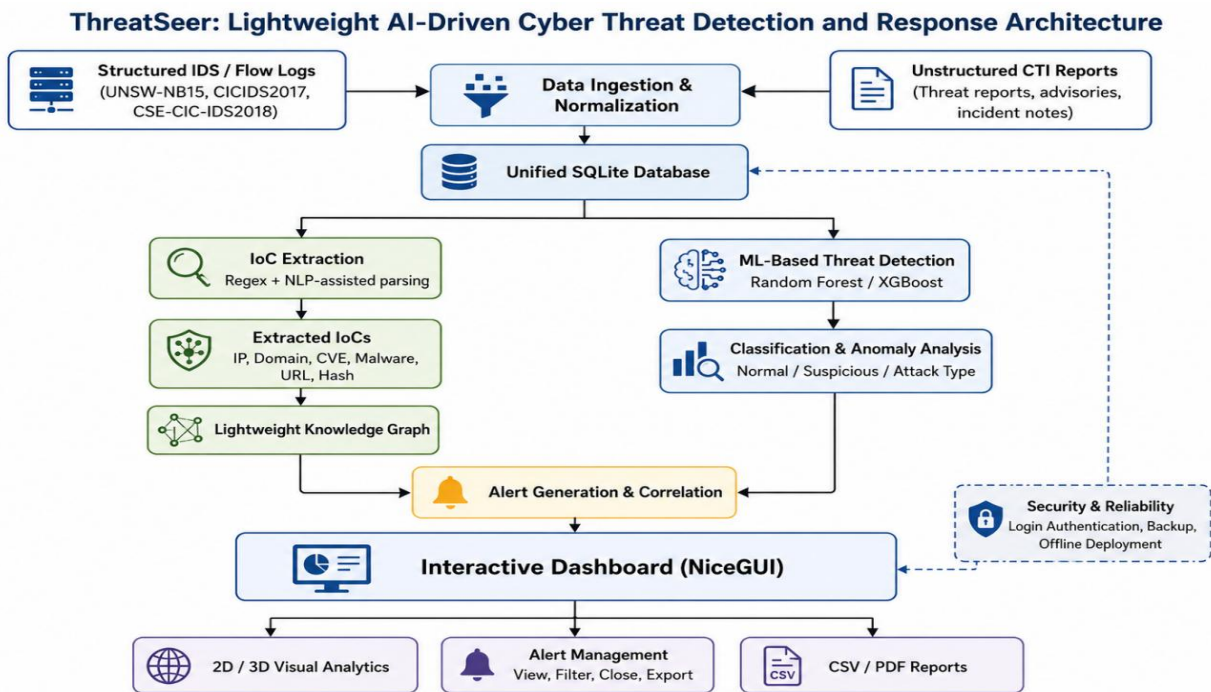 ThreatSeer: Lightweight AI-Driven Cyber Threat Detection and Response Architecture
Structured IDS / Flow Logs
(UNSW-NB15, CICIDS2017,
CSE-CIC-IDS2018)
Data Ingestion &
Normalization
Unstructured CTI Reports
(Threat reports, advisories,
incident notes)
Unified SQLite Database
IoC Extraction
Regex + NLP-assisted parsing
ML-Based Threat Detection
Random Forest / XGBoost
Extracted IoCs
IP, Domain, CVE, Malware,
URL, Hash
Classification & Anomaly Analysis
Normal / Suspicious / Attack Type
Lightweight Knowledge Graph
Alert Generation & Correlation
Security & Reliability
Login Authentication, Backup,
Offline Deployment
Interactive Dashboard (NiceGUI)
2D / 3D Visual Analytics
Alert Management
View, Filter, Close, Export
CSV
CSV / PDF Reports